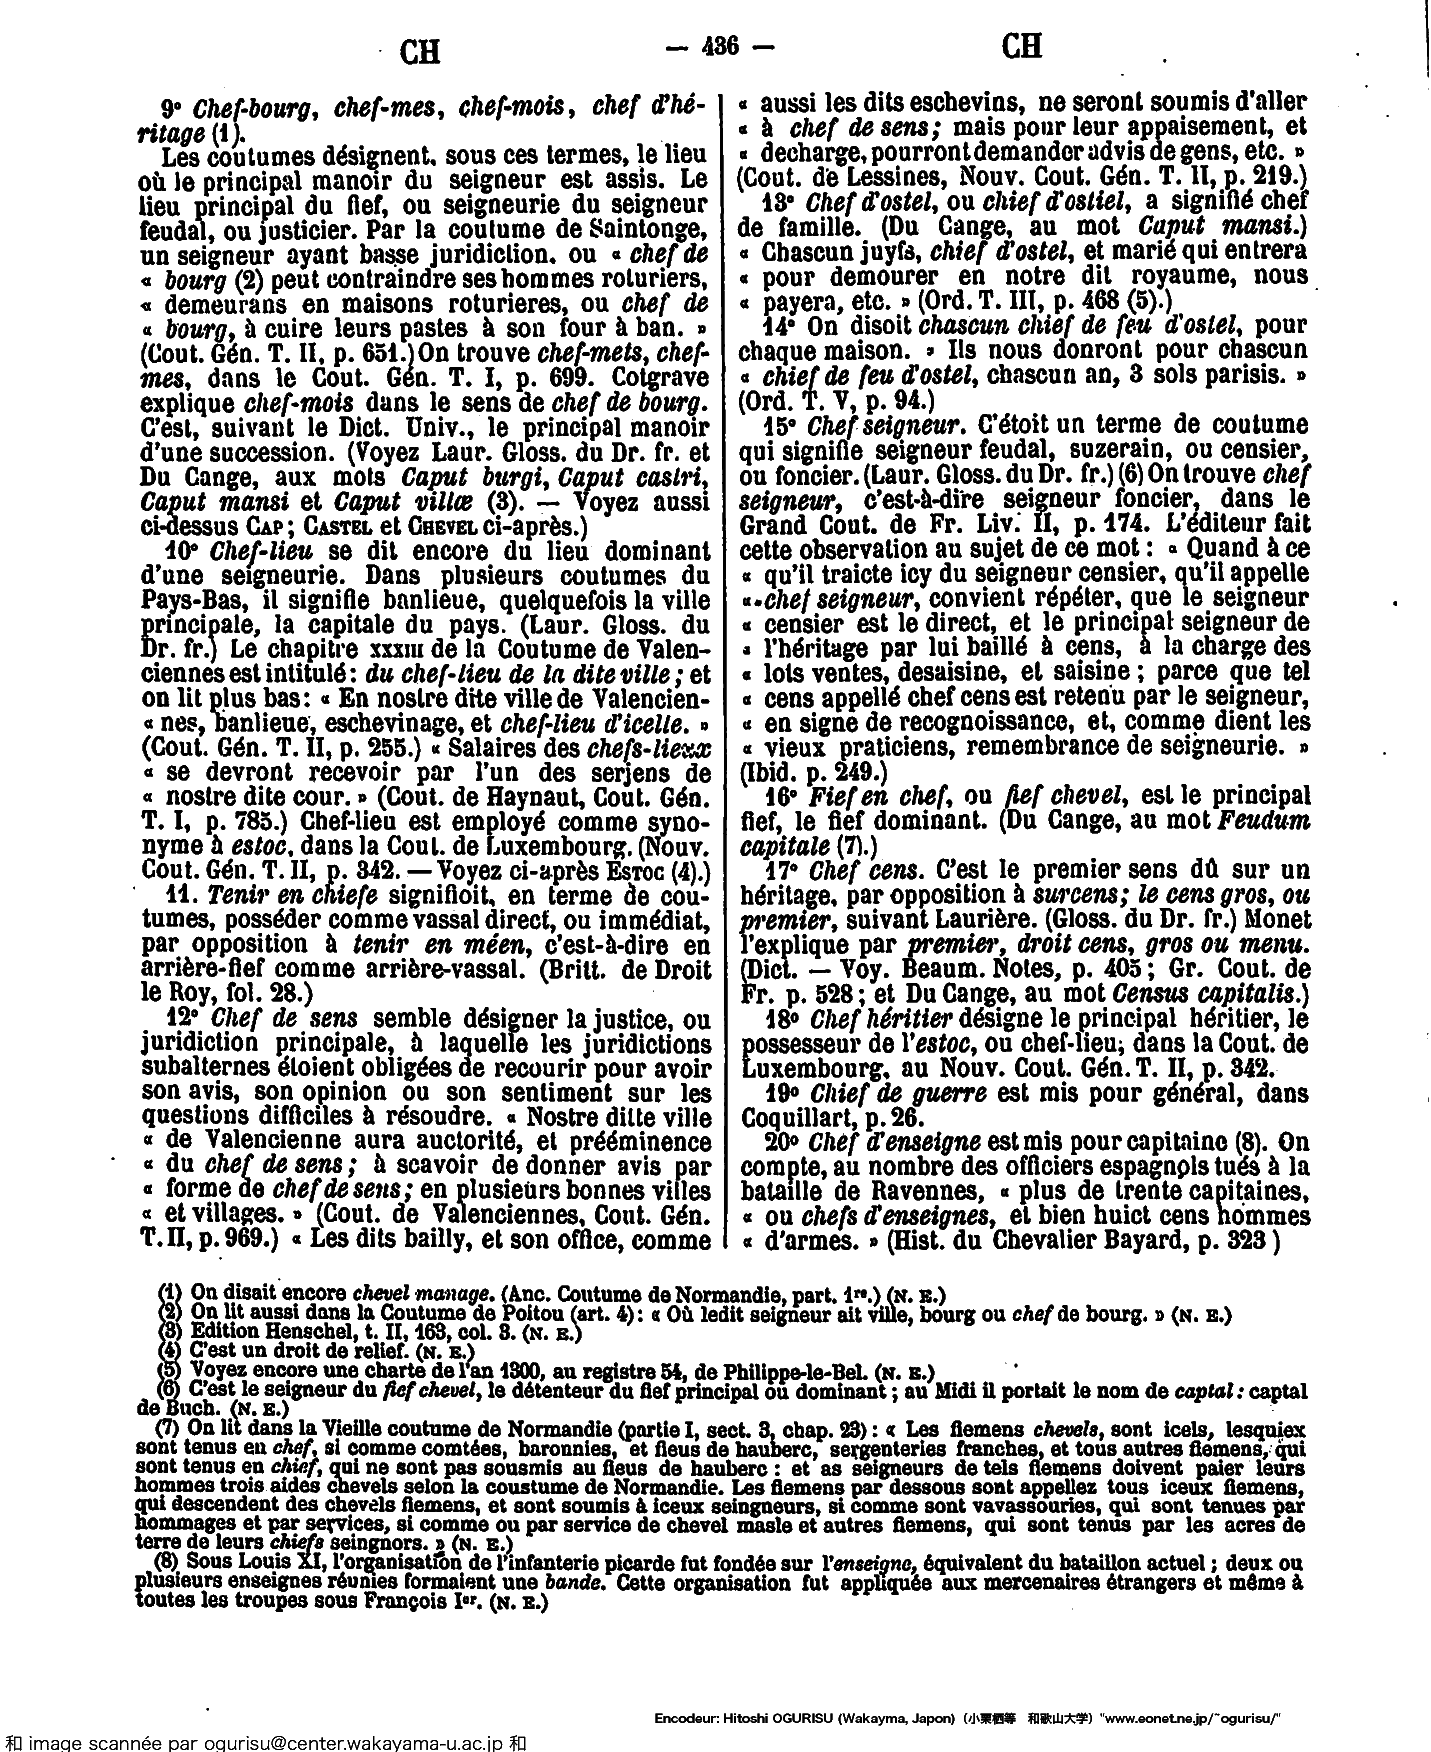 CH
— 436 —
CH
9° Chef-bourg, chef-mes, chef-mois, chef d'hé-
ritage (1).
Les coutumes désignent, sous ces termes, le lieu
où le principal manoir du seigneur est assis. Le
lieu principal du fief, ou seigneurie du seigneur
feudal, ou justicier. Par la coutume de Saintonge,
un seigneur ayant basse juridiction, ou « chef de
« bourg (2) peut contraindre ses hommes roturiers,
« demeurans en maisons roturieres, ou chef de
« bourg, à cuire leurs pastes à son four à ban. »
(Cout. Gén. T. II, p. 651.) On trouve chef-mets, chef-
mes, dans le Cout. Gén. T. I, p. 699. Cotgrave
explique chef-mois dans le sens de chef de bourg.
C'est, suivant le Dict. Univ., le principal manoir
d'une succession. (Voyez Laur. Gloss. du Dr. fr. et
Du Cange, aux mots Caput burgi, Caput castri,
Caput mansi et Caput villæ (3). — Voyez aussi
ci-dessus CAP; CASTEL et CHEVEL ci-après.)
10° Chef-lieu se dit encore du lieu dominant
d'une seigneurie. Dans plusieurs coutumes du
Pays-Bas, il signifie banlieue, quelquefois la ville
principale, la capitale du pays. (Laur. Gloss. du
Dr. fr.) Le chapitre XXXIII de la Coutume de Valen-
ciennes est intitulé: du chef-lieu de la dite ville; et
on lit plus bas: « En nostre dite ville de Valencien-
« nes, banlieue, eschevinage, et chef-lieu d'icelle. »
(Cout. Gén. T. II, p. 255.) « Salaires des chefs-liexx
« se devront recevoir par l'un des serjens de
« nostre dite cour. » (Cout. de Haynaut, Cout. Gén.
T. I, p. 785.) Chef-lieu est employé comme syno-
nyme à estoc, dans la Cout. de Luxembourg. (Nouv.
Cout. Gén. T. II, p. 342. — Voyez ci-après ESTOC (4).)
11. Tenir en chiefe signifioit, en terme de cou-
tumes, posséder comme vassal direct, ou immédiat,
par opposition à tenir en méen, c'est-à-dire en
arrière-fief comme arrière-vassal. (Britt. de Droit
le Roy, fol. 28.)
12° Chef de sens semble désigner la justice, ou
juridiction principale, à laquelle les juridictions
subalternes étoient obligées de recourir pour avoir
son avis, son opinion ou son sentiment sur les
questions difficiles à résoudre. « Nostre ditte ville
« de Valencienne aura auctorité, et prééminence
« du chef de sens; à scavoir de donner avis par
« forme de chef de sens; en plusieurs bonnes villes
« et villages. » (Cout. de Valenciennes, Cout. Gén.
T. II, p. 969.) « Les dits bailly, et son office, comme
« aussi les dits eschevins, ne seront soumis d'aller
« à chef de sens; mais pour leur appaisement, et
« decharge, pourront demander advis de gens, etc. »
(Cout. de Lessines, Nouv. Cout. Gén. T. II, p. 219.)
13° Chef d'ostel, ou chief d'ostiel, a signifié chef
de famille. (Du Cange, au mot Caput mansi.)
« Chascun juyfs, chief d'ostel, et marié qui entrera
« pour demourer en notre dit royaume, nous
« payera, etc. » (Ord. T. III, p. 468 (5).)
14° On disoit chascun chief de feu d'ostel, pour
chaque maison. » Ils nous donront pour chascun
« chief de feu d'ostel, chascun an, 3 sols parisis. »
(Ord. T. V, p. 94.)
15° Chef seigneur. C'étoit un terme de coutume
qui signifie seigneur feudal, suzerain, ou censier,
ou foncier. (Laur. Gloss. du Dr. fr.) (6) On trouve chef
seigneur, c'est-à-dire seigneur foncier, dans le
Grand Cout. de Fr. Liv. II, p. 174. L'éditeur fait
cette observation au sujet de ce mot: « Quand à ce
« qu'il traicte icy du seigneur censier, qu'il appelle
« chef seigneur, convient répéter, que le seigneur
« censier est le direct, et le principal seigneur de
« l'héritage par lui baillé à cens, à la charge des
« lots ventes, desaisine, et saisine; parce que tel
« cens appellé chef cens est retenu par le seigneur,
« en signe de recognoissance, et, comme dient les
« vieux praticiens, remembrance de seigneurie. »
(Ibid. p. 249.)
16° Fief en chef, ou fief chevel, est le principal
fief, le fief dominant. (Du Cange, au mot Feudum
capitale (7).)
17° Chef cens. C'est le premier sens dû sur un
héritage, par opposition à surcens; le cens gros, ou
premier, suivant Laurière. (Gloss. du Dr. fr.) Monet
l'explique par premier, droit cens, gros ou menu.
(Dict. — Voy. Beaum. Notes, p. 405; Gr. Cout. de
Fr. p. 528; et Du Cange, au mot Census capitalis.)
18° Chef héritier désigne le principal héritier, le
possesseur de l'estoc, ou chef-lieu; dans la Cout. de
Luxembourg, au Nouv. Cout. Gén. T. II, p. 342.
19° Chief de guerre est mis pour général, dans
Coquillart, p. 26.
20° Chef d'enseigne est mis pour capitaine (8). On
compte, au nombre des officiers espagnols tués à la
bataille de Ravennes, « plus de trente capitaines,
« ou chefs d'enseignes, et bien huict cens hommes
« d'armes. » (Hist. du Chevalier Bayard, p. 323)
(1) On disait encore chevel manage. (Anc. Coutume de Normandie, part. 1re.) (N. E.)
(2) On lit aussi dans la Coutume de Poitou (art. 4): « Où ledit seigneur ait ville, bourg ou chef de bourg. » (N. E.)
(3) Edition Henschel, t. II, 163, col. 3. (N. E.)
(4) C'est un droit de relief. (N. E.)
(5) Voyez encore une charte de l'an 1300, au registre 54, de Philippe-le-Bel. (N. E.)
(6) C'est le seigneur du fief chevel, le détenteur du fief principal ou dominant; au Midi il portait le nom de captal: captal
de Buch. (N. E.)
(7) On lit dans la Vieille coutume de Normandie (partie I, sect. 3, chap. 23): « Les fiemens chevels, sont icels, lesquiex
sont tenus en chef, si comme comtées, baronnies, et fieus de hauberc, sergenteries franches, et tous autres fiemens, qui
sont tenus en chief, qui ne sont pas sousmis au fieus de hauberc: et as seigneurs de tels fiemens doivent paier leurs
hommes trois aides chevels selon la coustume de Normandie. Les fiemens par dessous sont appellez tous iceux fiemens,
qui descendent des chevels fiemens, et sont soumis à iceux seingneurs, si comme sont vavassouries, qui sont tenues par
hommages et par services, si comme ou par service de chevel masle et autres fiemens, qui sont tenus par les acres de
terre de leurs chiefs seingnors. » (N. E.)
(8) Sous Louis XI, l'organisation de l'infanterie picarde fut fondée sur l'enseigne, équivalent du bataillon actuel; deux ou
plusieurs enseignes réunies formaient une bande. Cette organisation fut appliquée aux mercenaires étrangers et même à
toutes les troupes sous François Ier. (N. E.)
Encodeur: Hitoshi OGURISU (Wakayma, Japon) (小栗栖等 和歌山大学) "www.eonet.ne.jp/~ogurisu/"
和 image scannée par ogurisu@center.wakayama-u.ac.jp 和